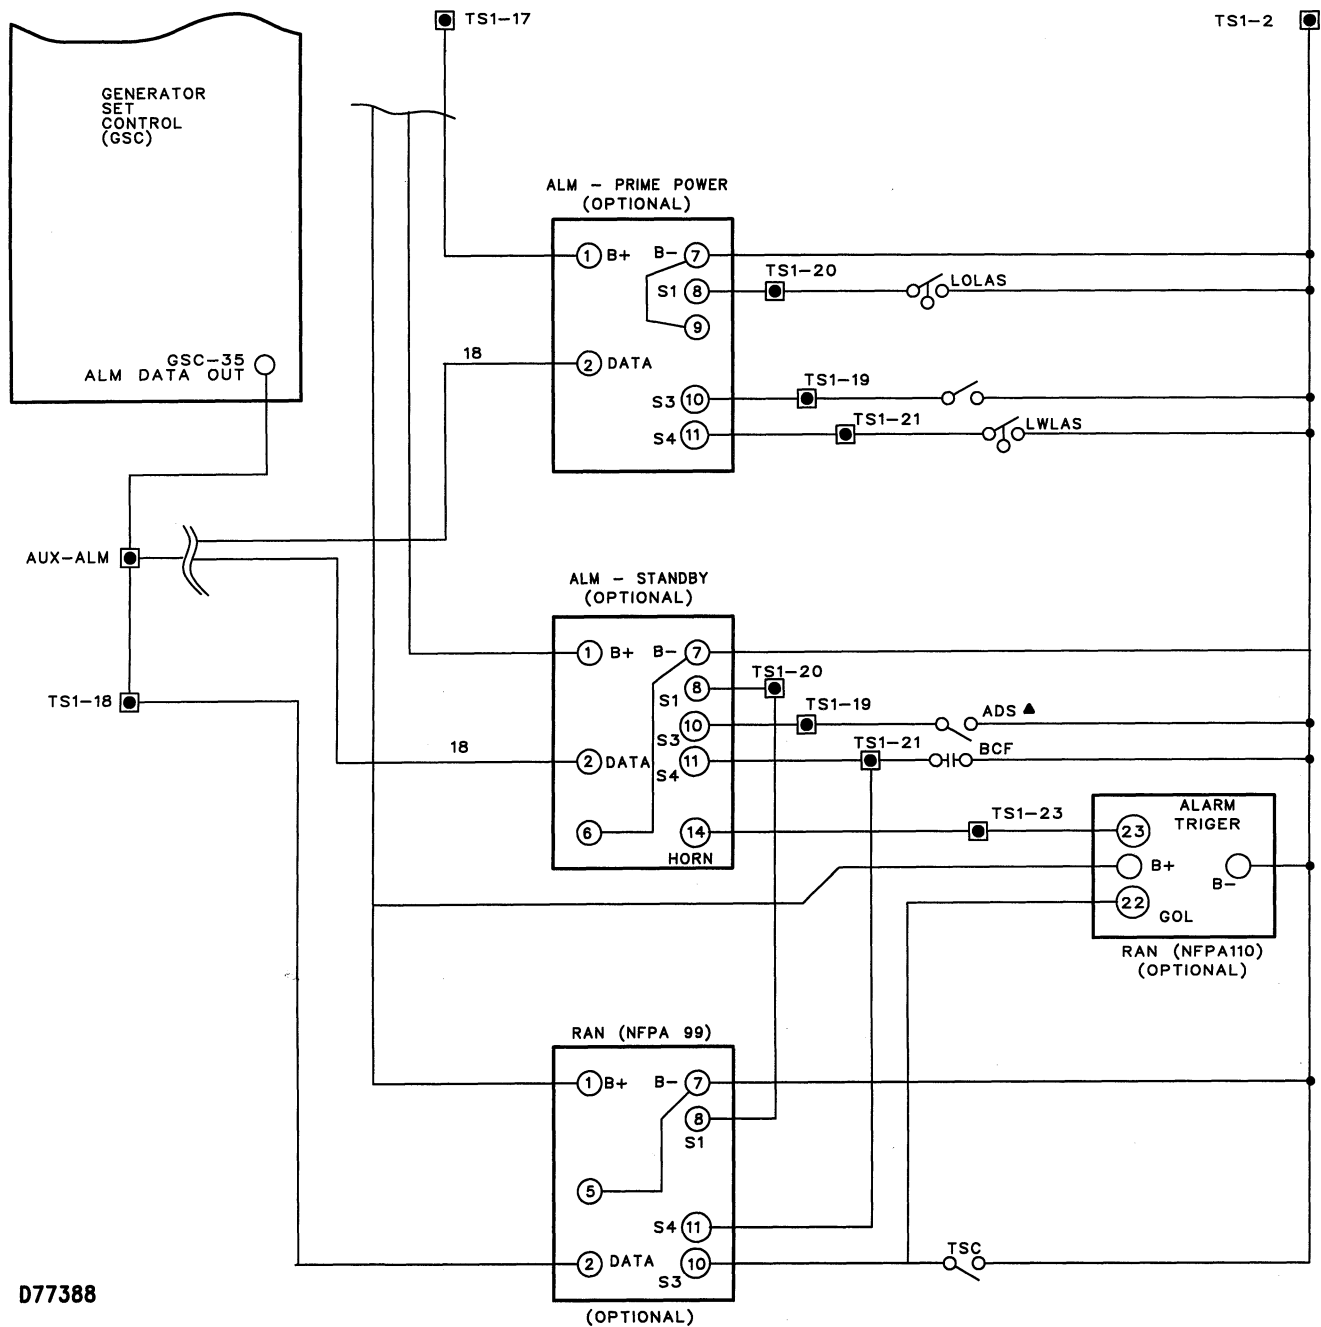 TS1-17
TS1-2
GENERATOR
SET
CONTROL
(GSC)
ALM - PRIME POWER
(OPTIONAL)
1 B+ B- 7
TS1-20
S1 8
LOLAS
9
GSC-35
ALM DATA OUT
18
2 DATA
TS1-19
S3 10
TS1-21
S4 11
LWLAS
AUX-ALM
ALM - STANDBY
(OPTIONAL)
1 B+ B- 7
TS1-20
S1 8
TS1-18
TS1-19
ADS
S3 10
TS1-21
BCF
18
2 DATA
S4 11
6
14
HORN
TS1-23
ALARM
TRIGER
23
B+
B-
22
GOL
RAN (NFPA110)
(OPTIONAL)
RAN (NFPA 99)
1 B+ B- 7
8
S1
5
S4 11
2 DATA
S3 10
TSC
(OPTIONAL)
D77388